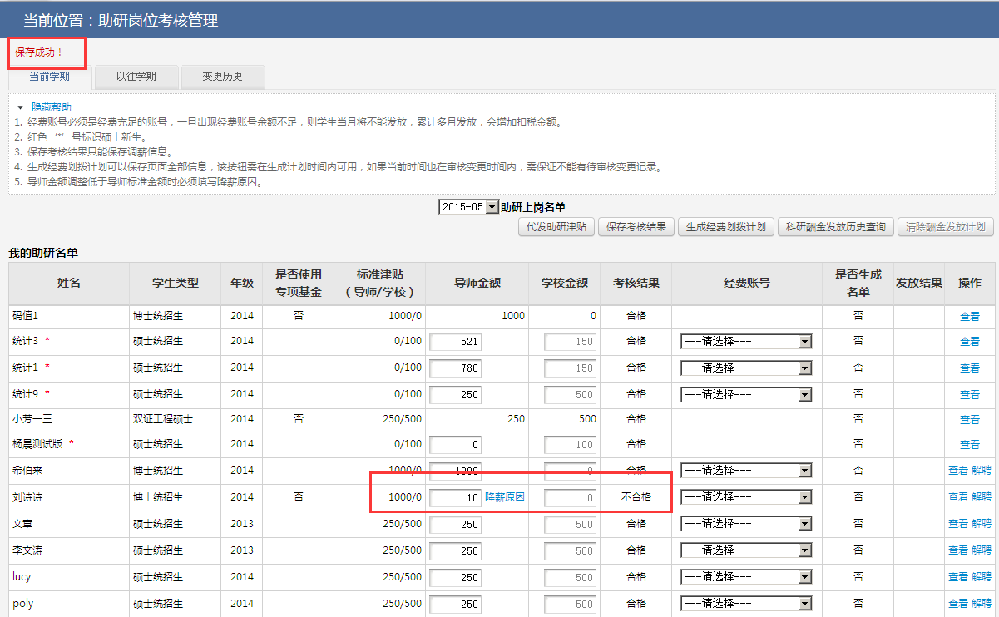 当前位置：助研岗位考核管理
保存成功！
当前学期 以往学期 变更历史
隐藏帮助
1. 经费账号必须是经费充足的账号，一旦出现经费账号余额不足，则学生当月将不能发放，累计多月发放，会增加扣税金额。
2. 红色‘*’号标识硕士新生。
3. 保存考核结果只能保存调薪信息。
4. 生成经费划拨计划可以保存页面全部信息，该按钮需在生成计划时间内可用，如果当前时间也在审核变更时间内，需保证不能有待审核变更记录。
5. 导师金额调整低于导师标准金额时必须填写降薪原因。
2015-05 助研上岗名单
代发助研津贴 保存考核结果 生成经费划拨计划 科研酬金发放历史查询 清除酬金发放计划
我的助研名单
姓名 学生类型 年级 是否使用专项基金 标准津贴（导师/学校） 导师金额 学校金额 考核结果 经费账号 是否生成名单 发放结果 操作
码值1 博士统招生 2014 否 1000/0 1000 0 合格 否 查看
统计3 * 硕士统招生 2014 0/100 521 150 合格 ---请选择--- 否 查看
统计1 * 硕士统招生 2014 0/100 780 150 合格 ---请选择--- 否 查看
统计9 * 硕士统招生 2014 0/100 250 500 合格 ---请选择--- 否 查看
小芳一三 双证工程硕士 2014 否 250/500 250 500 合格 否 查看
杨晨测试版 * 硕士统招生 2014 0/100 0 100 合格 否 查看
希伯来 博士统招生 2014 1000/0 1000 0 合格 ---请选择--- 否 查看 解聘
刘诗诗 博士统招生 2014 否 1000/0 10 降薪原因 0 不合格 ---请选择--- 否 查看 解聘
文章 硕士统招生 2013 250/500 250 500 合格 ---请选择--- 否 查看 解聘
李文涛 硕士统招生 2013 250/500 250 500 合格 ---请选择--- 否 查看 解聘
lucy 硕士统招生 2014 250/500 250 500 合格 ---请选择--- 否 查看 解聘
poly 硕士统招生 2014 250/500 250 500 合格 ---请选择--- 否 查看 解聘